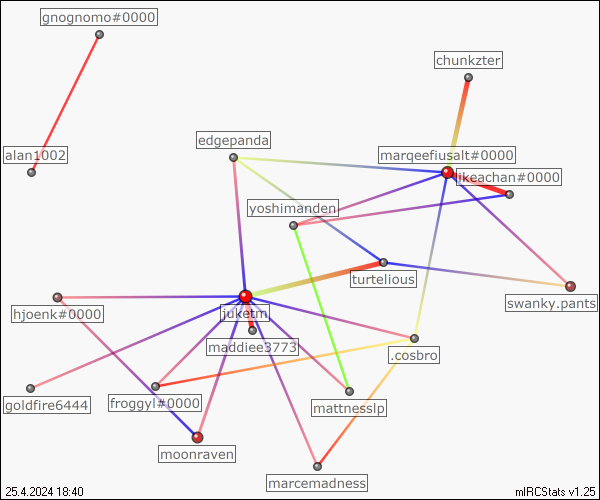 gnognomo#0000
chunkzter
edgepanda
alan1002
marqeefiusalt#0000
likeachan#0000
yoshimanden
turtelious
swanky.pants
hjoenk#0000
juketm
maddiee3773
.cosbro
goldfire6444
froggyl#0000
mattnesslp
moonraven
marcemadness
25.4.2024 18:40
mIRCStats v1.25